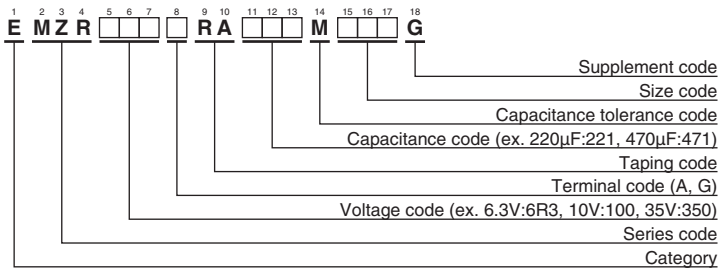 1 2 3 4 5 6 7 8 9 10 11 12 13 14 15 16 17 18
E M Z R □□□ □ R A □□□ M □□□ G
Supplement code
Size code
Capacitance tolerance code
Capacitance code (ex. 220μF:221, 470μF:471)
Taping code
Terminal code (A, G)
Voltage code (ex. 6.3V:6R3, 10V:100, 35V:350)
Series code
Category